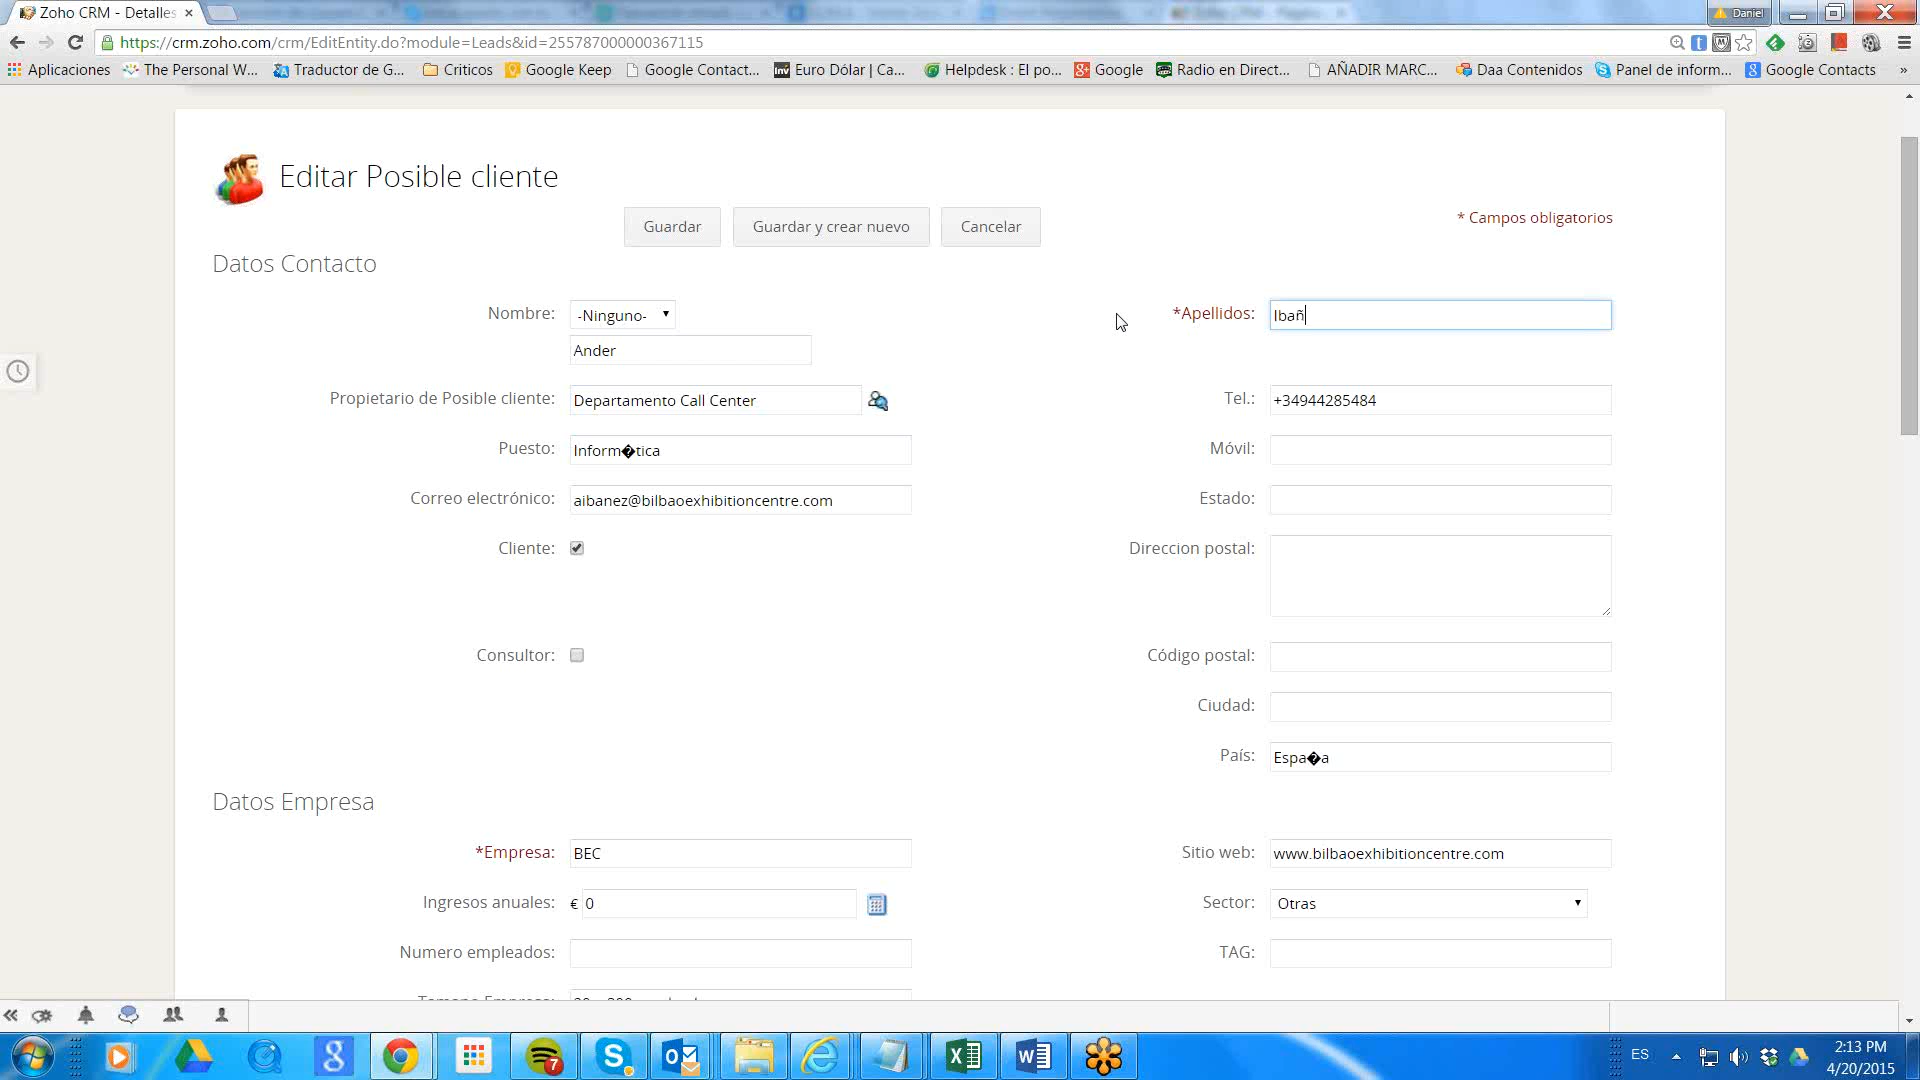 Zoho CRM - Detalles
Daniel
https://crm.zoho.com/crm/EditEntity.do?module=Leads&id=255787000000367115
Aplicaciones
The Personal W...
Traductor de G...
Criticos
Google Keep
Google Contact...
Euro Dólar | Ca...
Helpdesk : El po...
Google
Radio en Direct...
AÑADIR MARC...
Daa Contenidos
Panel de inform...
Google Contacts
»
Editar Posible cliente
Guardar
Guardar y crear nuevo
Cancelar
* Campos obligatorios
Datos Contacto
Nombre: -Ninguno-
Ander
*Apellidos: Ibañ
Propietario de Posible cliente: Departamento Call Center
Tel.: +34944285484
Puesto: Inform�tica
Móvil:
Correo electrónico: aibanez@bilbaoexhibitioncentre.com
Estado:
Cliente:
Direccion postal:
Consultor:
Código postal:
Ciudad:
País: Espa�a
Datos Empresa
*Empresa: BEC
Sitio web: www.bilbaoexhibitioncentre.com
Ingresos anuales: € 0
Sector: Otras
Numero empleados:
TAG:
ES
2:13 PM
4/20/2015